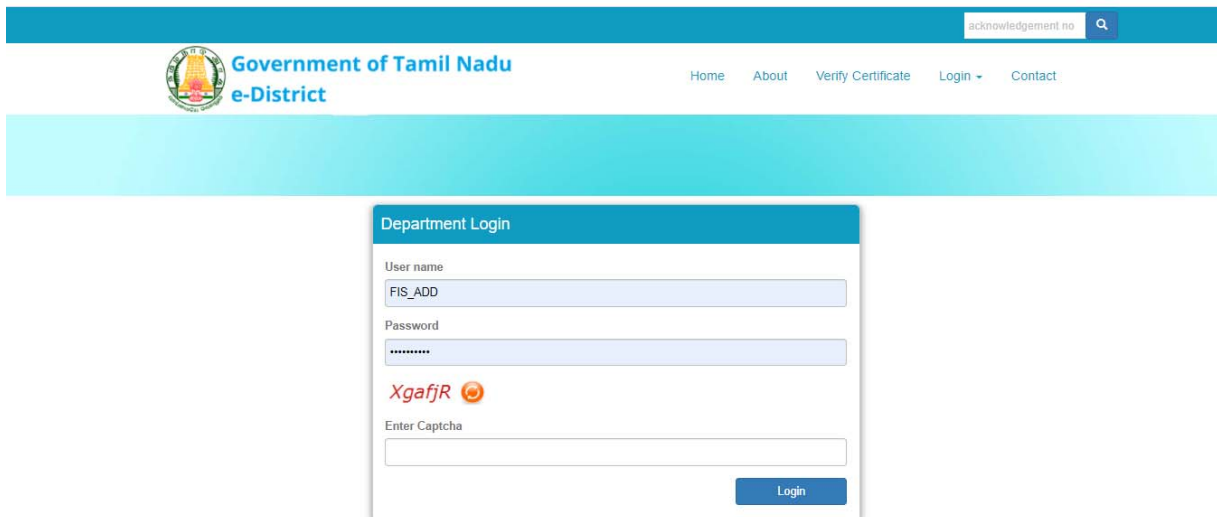 acknowledgement no
Government of Tamil Nadu
e-District
Home About Verify Certificate Login Contact
Department Login
User name
FIS_ADD
Password
••••••••••
XgafjR
Enter Captcha
Login